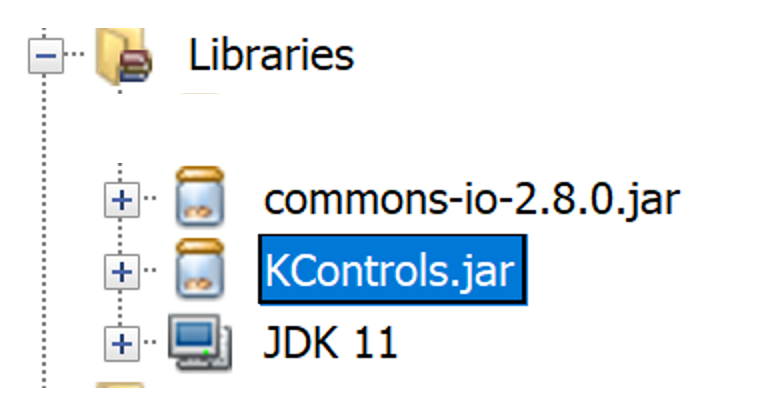 Libraries
commons-io-2.8.0.jar
KControls.jar
JDK 11